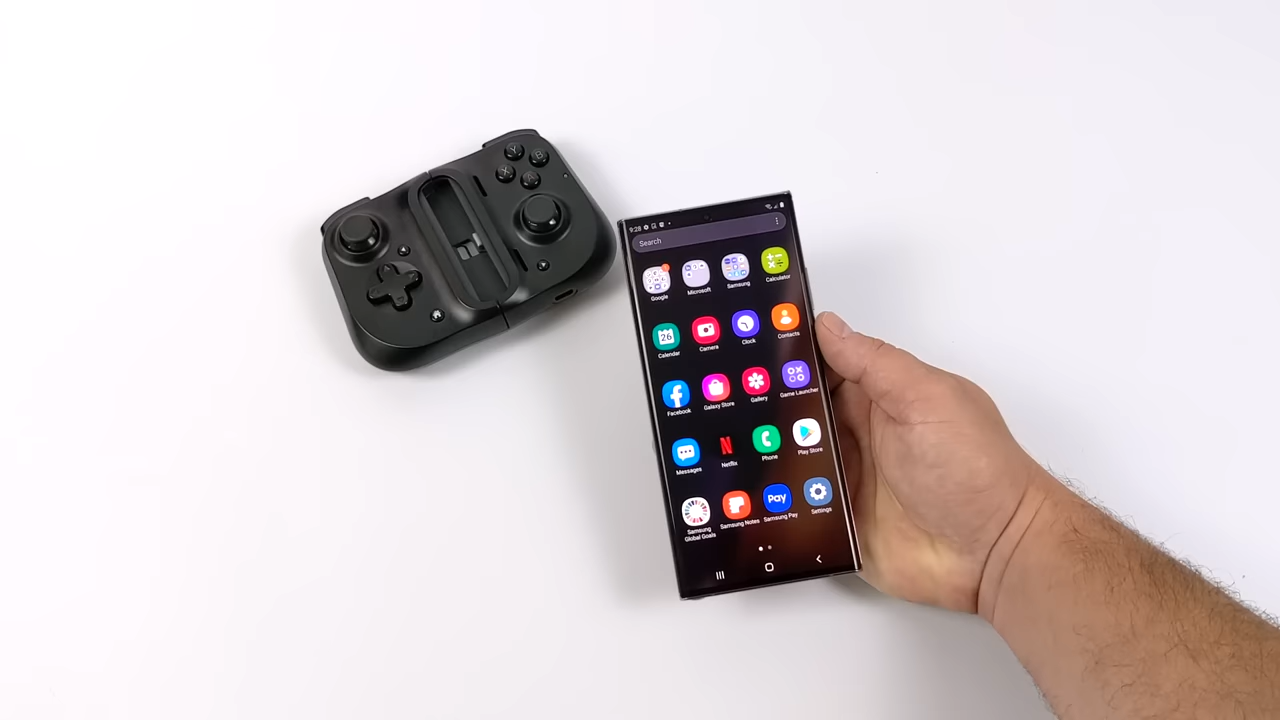 Y
B
X
A
9:28
Search
Google
Microsoft
Samsung
Calculator
26
Calendar
Camera
Clock
Contacts
Facebook
Galaxy Store
Gallery
Game Launcher
Messages
N
Netflix
Phone
Play Store
Samsung
Global Goals
Samsung Notes
Pay
Samsung Pay
Settings